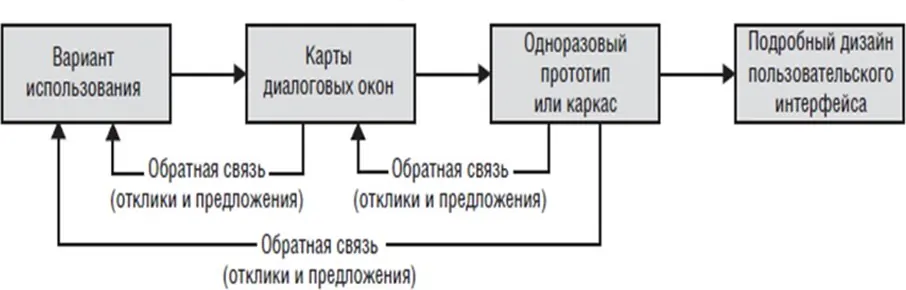 Вариант
использования
Карты
диалоговых окон
Одноразовый
прототип
или каркас
Подробный дизайн
пользовательского
интерфейса
Обратная связь
(отклики и предложения)
Обратная связь
(отклики и предложения)
Обратная связь
(отклики и предложения)